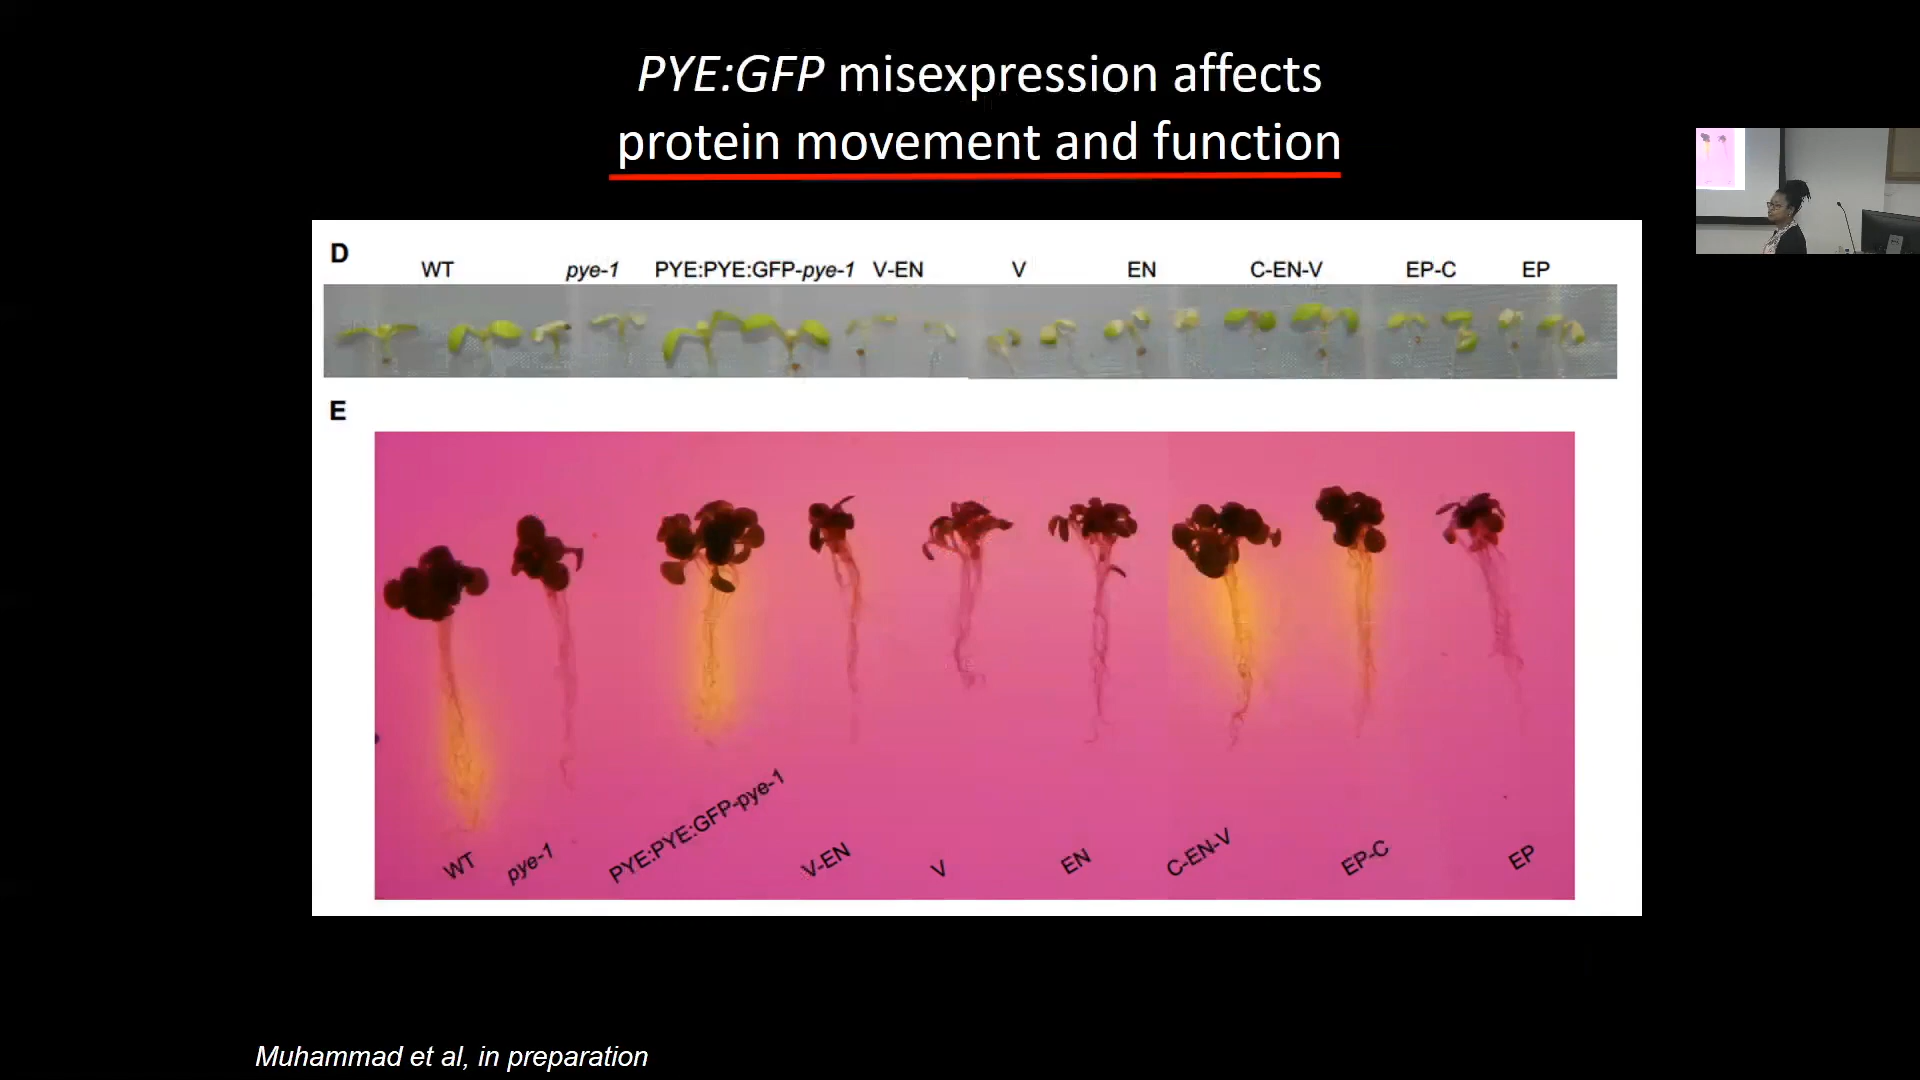 PYE:GFP misexpression affects
protein movement and function
D
WT pye-1 PYE:PYE:GFP-pye-1 V-EN V EN C-EN-V EP-C EP
E
WT pye-1 PYE:PYE:GFP-pye-1 V-EN V EN C-EN-V EP-C EP
Muhammad et al, in preparation